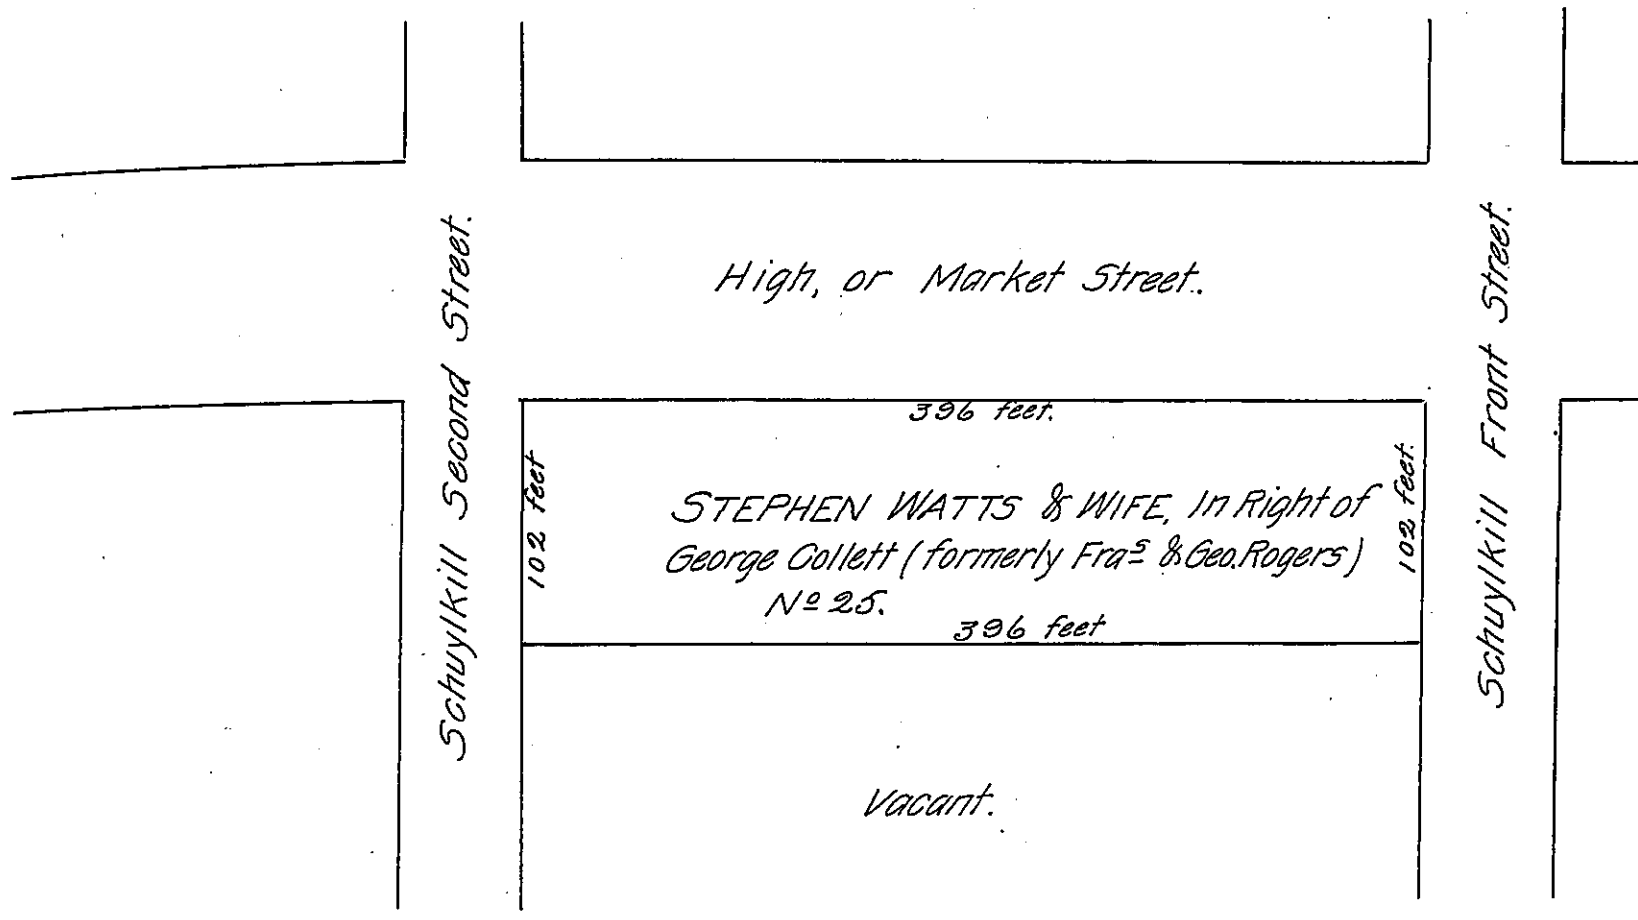 High, or Market Street.
Schuylkill Second Street.
Schuylkill Front Street.
396 feet.
102 feet
102 feet.
STEPHEN WATTS & WIFE, In Right of
George Collett (formerly Fraˢ & Geo. Rogers)
Nº 25.
396 feet
Vacant.